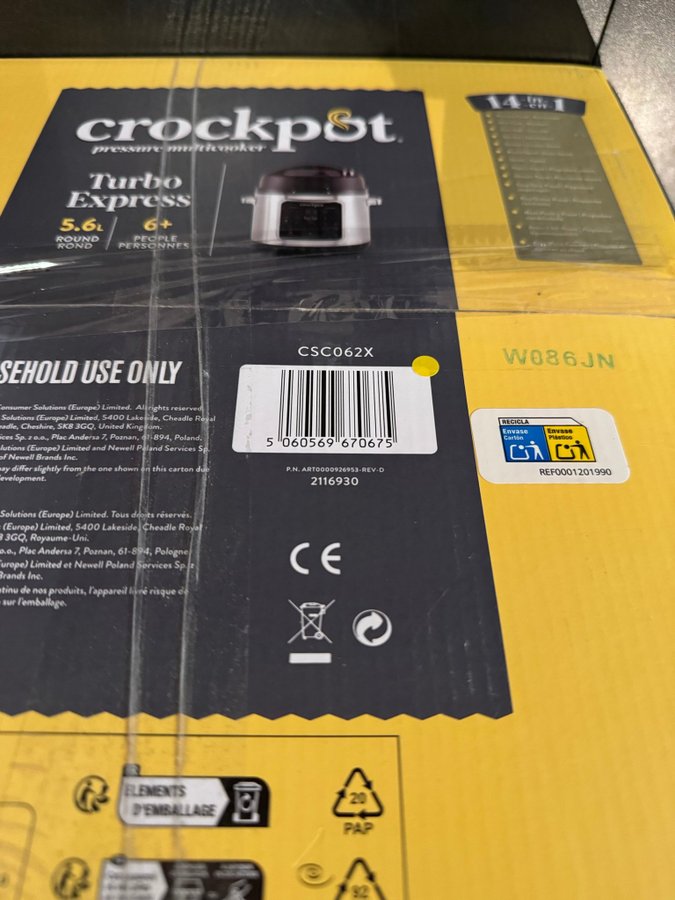 crockpot
pressure multicooker
Turbo
Express
5.6L
ROUND
ROND
6+
PEOPLE
PERSONNES
14 in
en 1
crockpot
SEHOLD USE ONLY
Consumer Solutions (Europe) Limited. All rights reserved.
Solutions (Europe) Limited, 5400 Lakeside, Cheadle Royal
eadle, Cheshire, SK8 3GQ, United Kingdom.
ices Sp. z o.o., Plac Andersa 7, Poznan, 61-894, Poland.
lutions (Europe) Limited and Newell Poland Services Sp.
of Newell Brands Inc.
may differ slightly from the one shown on this carton due
development.
Solutions (Europe) Limited. Tous droits réservés.
(Europe) Limited, 5400 Lakeside, Cheadle Royal
3GQ, Royaume-Uni.
o.o., Plac Andersa 7, Poznan, 61-894, Pologne
Europe) Limited et Newell Poland Services Sp. z
Brands Inc.
ntinu de nos produits, l'appareil livré risque de
sur l'emballage.
CSC062X
5 060569 670675
P.N. ART0000926953-REV-D
2116930
W086JN
RECICLA
Envase
Cartón
Envase
Plástico
REF0001201990
CE
ELEMENTS
D'EMBALLAGE
20
PAP
92